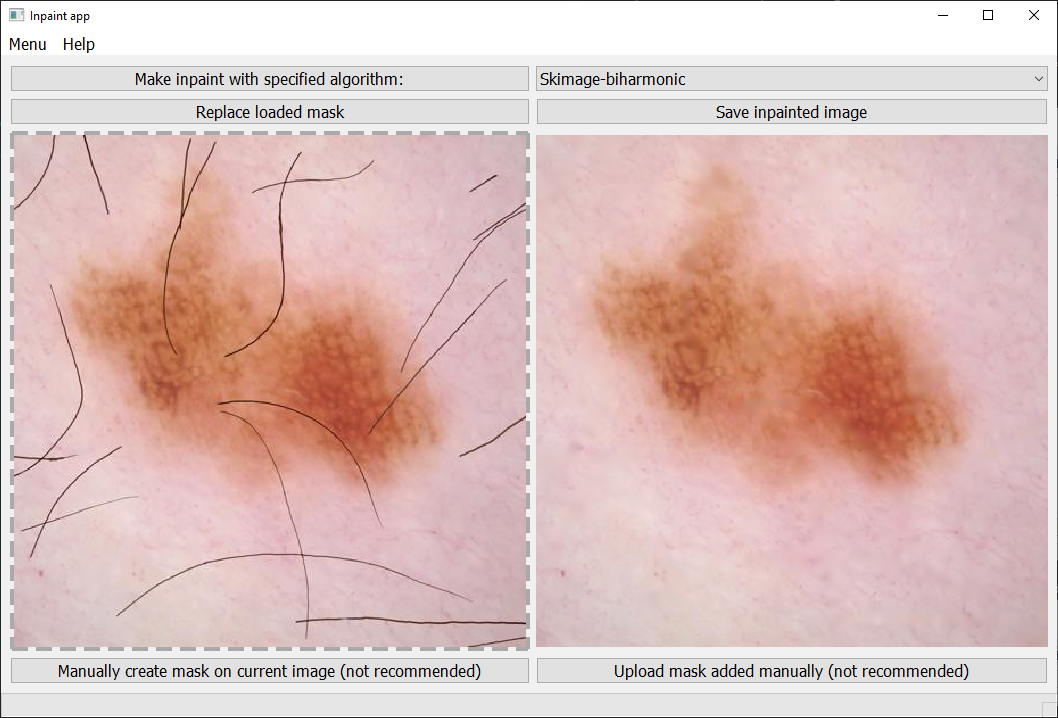 Inpaint app
Menu Help
Make inpaint with specified algorithm: Skimage-biharmonic
Replace loaded mask Save inpainted image
Manually create mask on current image (not recommended) Upload mask added manually (not recommended)